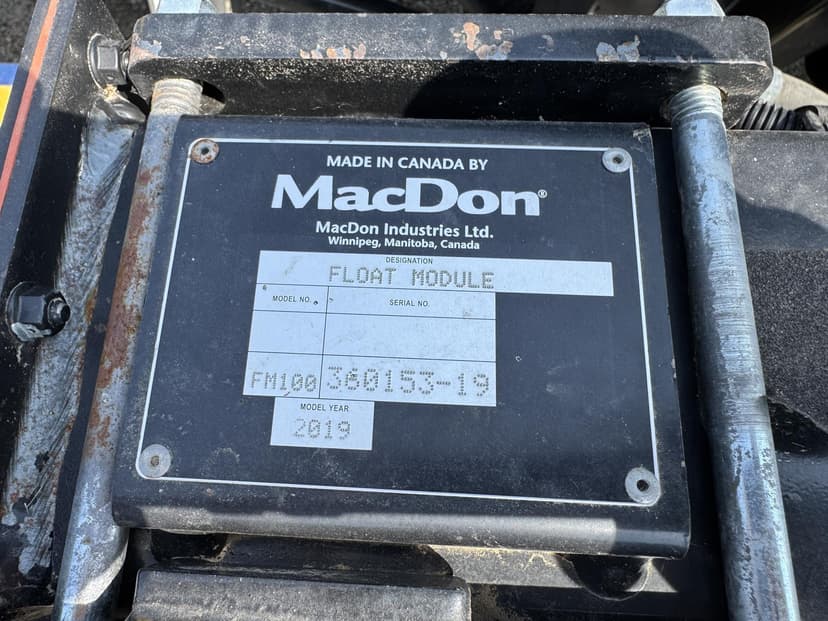 MADE IN CANADA BY
MacDon®
MacDon Industries Ltd.
Winnipeg, Manitoba, Canada
DESIGNATION
FLOAT MODULE
MODEL NO. SERIAL NO.
FM100 360153-19
MODEL YEAR
2019